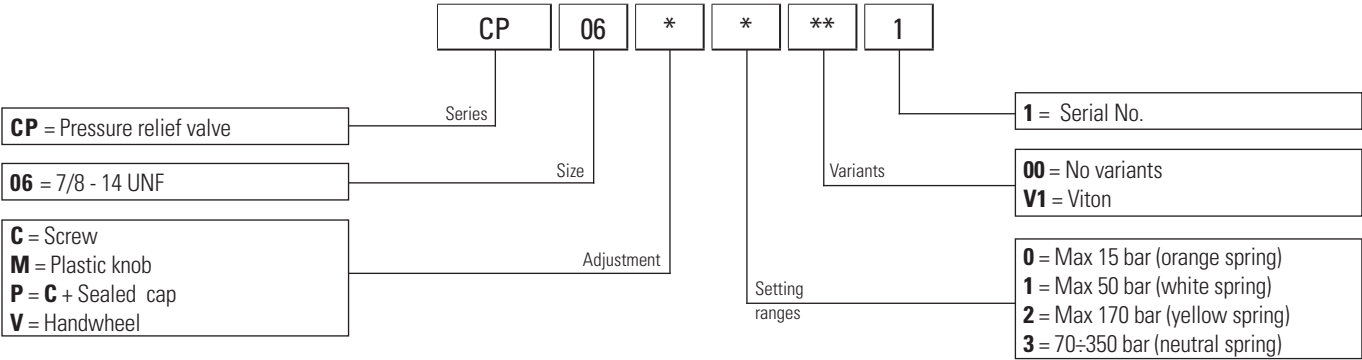 CP 06 * * ** 1
Series
CP = Pressure relief valve
Size
06 = 7/8 - 14 UNF
Adjustment
C = Screw
M = Plastic knob
P = C + Sealed cap
V = Handwheel
1 = Serial No.
Variants
00 = No variants
V1 = Viton
Setting
ranges
0 = Max 15 bar (orange spring)
1 = Max 50 bar (white spring)
2 = Max 170 bar (yellow spring)
3 = 70÷350 bar (neutral spring)